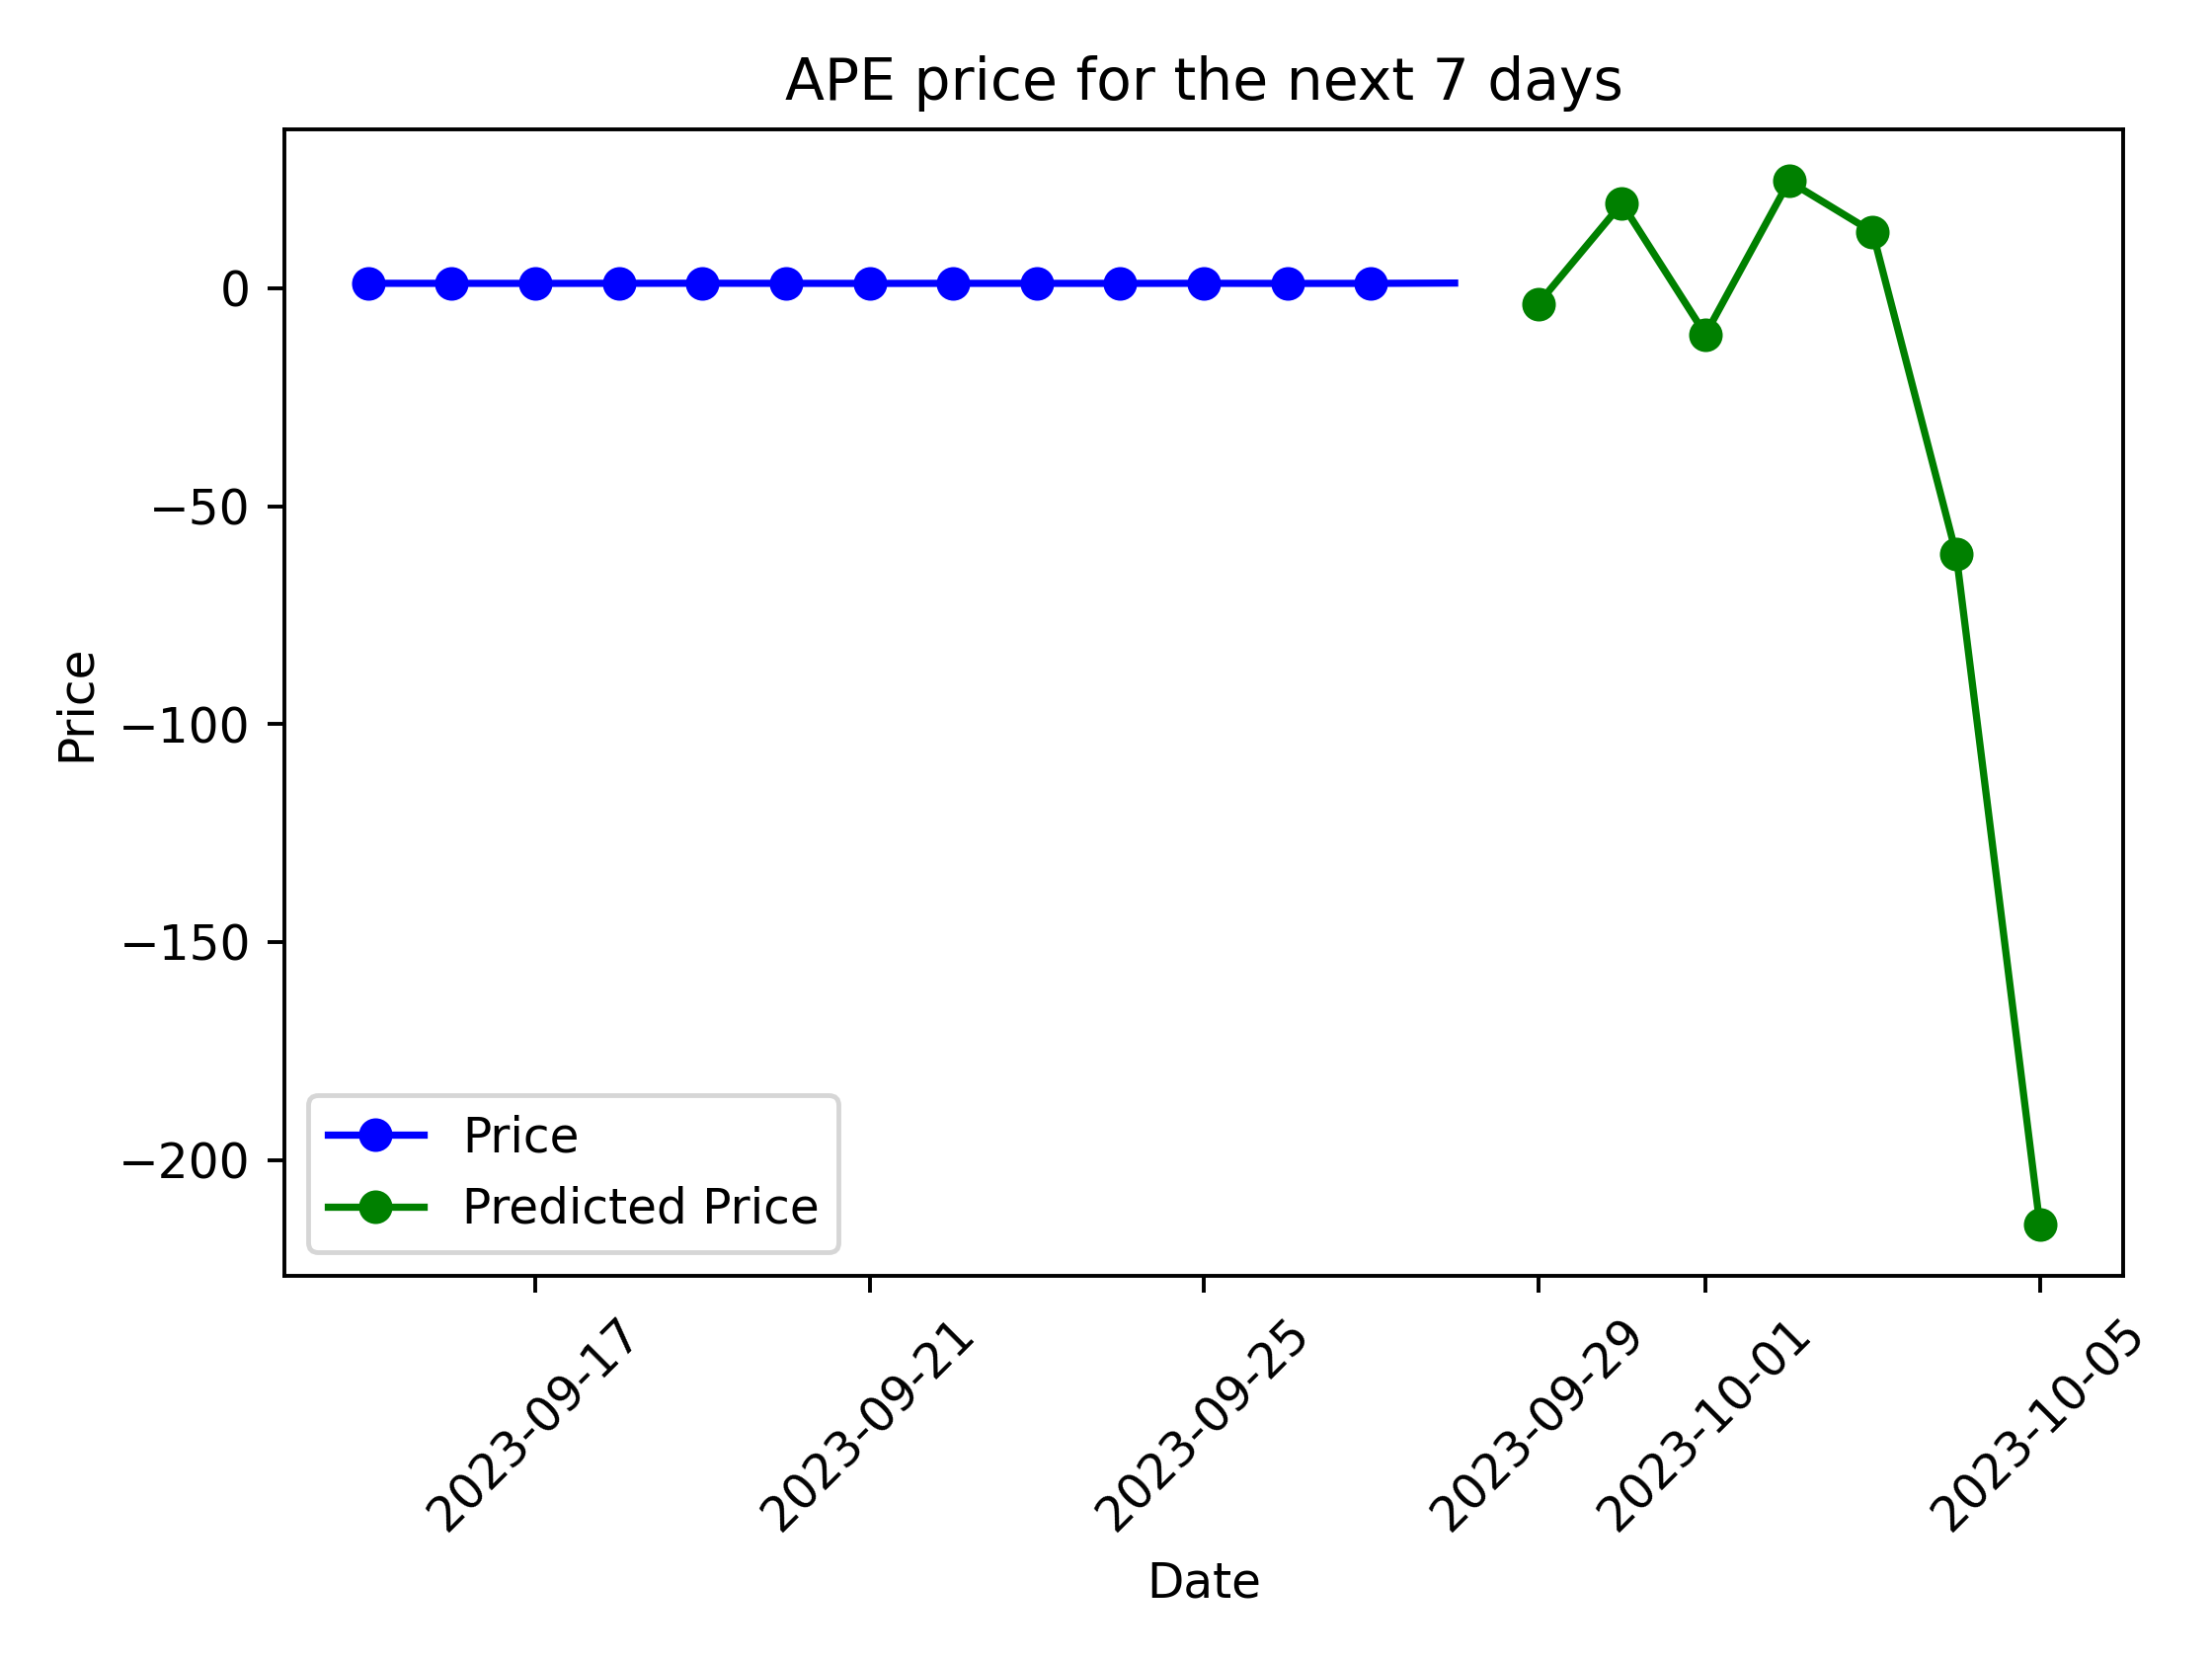 APE price for the next 7 days
Price
0
−50
−100
−150
−200
Price
Predicted Price
2023-09-17
2023-09-21
2023-09-25
2023-09-29
2023-10-01
2023-10-05
Date